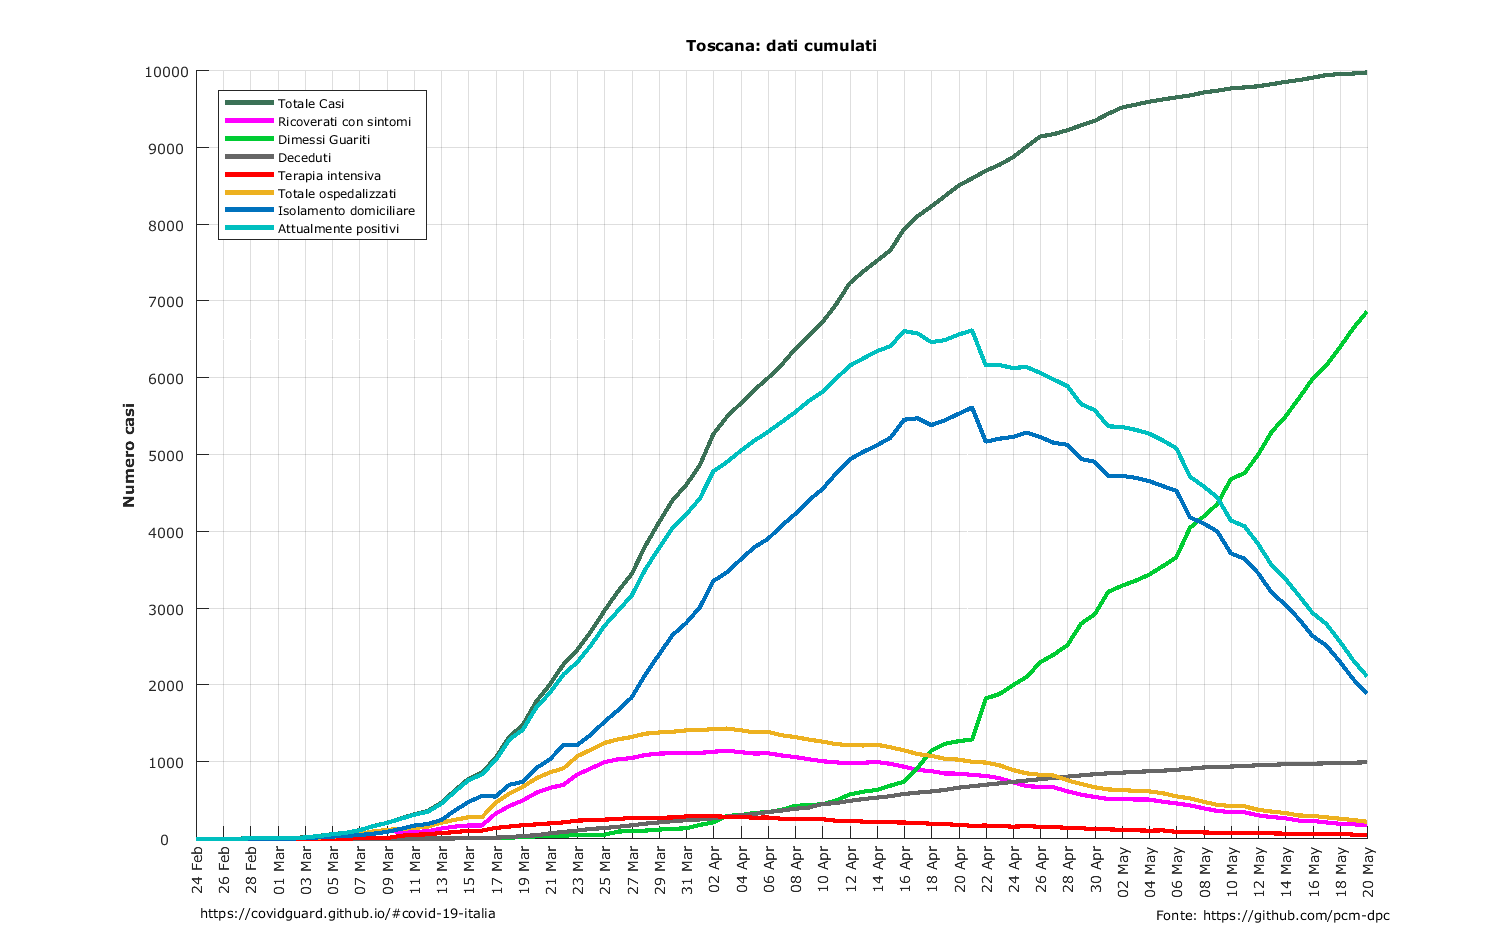 Toscana: dati cumulati
10000
9000
8000
7000
6000
5000
4000
3000
2000
1000
0
Numero casi
Totale Casi
Ricoverati con sintomi
Dimessi Guariti
Deceduti
Terapia intensiva
Totale ospedalizzati
Isolamento domiciliare
Attualmente positivi
24 Feb
26 Feb
28 Feb
01 Mar
03 Mar
05 Mar
07 Mar
09 Mar
11 Mar
13 Mar
15 Mar
17 Mar
19 Mar
21 Mar
23 Mar
25 Mar
27 Mar
29 Mar
31 Mar
02 Apr
04 Apr
06 Apr
08 Apr
10 Apr
12 Apr
14 Apr
16 Apr
18 Apr
20 Apr
22 Apr
24 Apr
26 Apr
28 Apr
30 Apr
02 May
04 May
06 May
08 May
10 May
12 May
14 May
16 May
18 May
20 May
https://covidguard.github.io/#covid-19-italia
Fonte: https://github.com/pcm-dpc